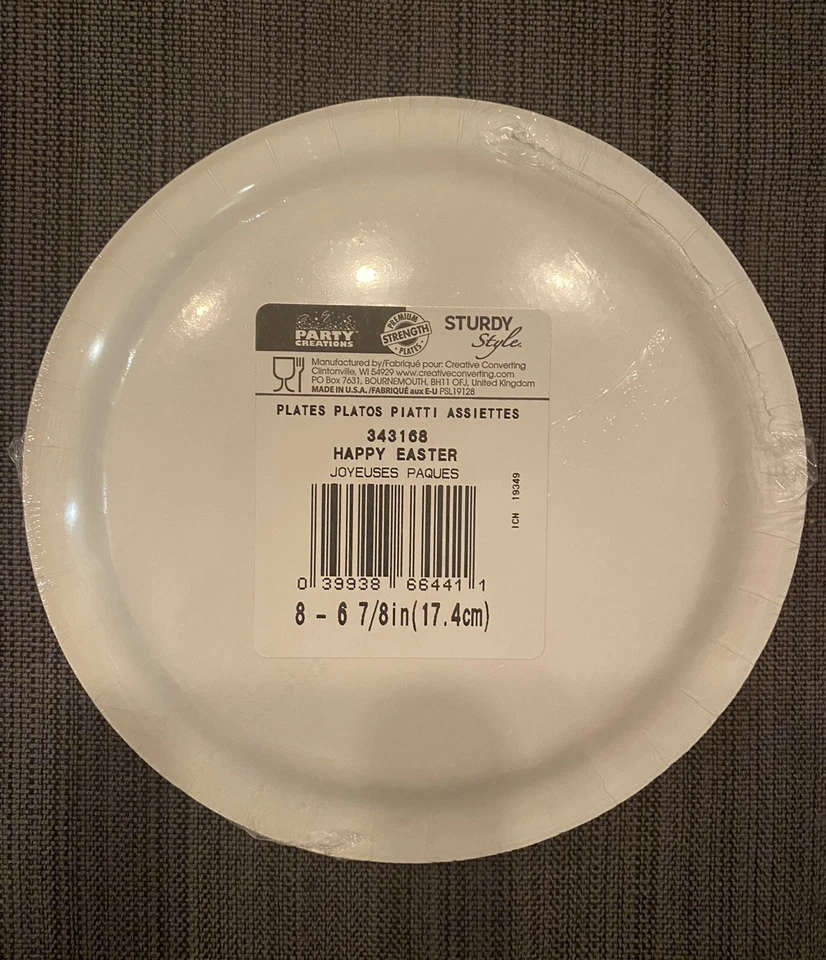 PARTY
CREATIONS
PREMIUM
STRENGTH
• PLATES •
STURDY
Style.
Manufactured by/Fabriqué pour: Creative Converting
Clintonville, WI 54929 www.creativeconverting.com
PO Box 7631, BOURNEMOUTH, BH11 OFJ, United Kingdom
MADE IN U.S.A. /FABRIQUÉ aux E-U PSL19128
PLATES PLATOS PIATTI ASSIETTES
343168
HAPPY EASTER
JOYEUSES PAQUES
ICN 19349
0 39938 66441 1
8 - 6 7/8in(17.4cm)